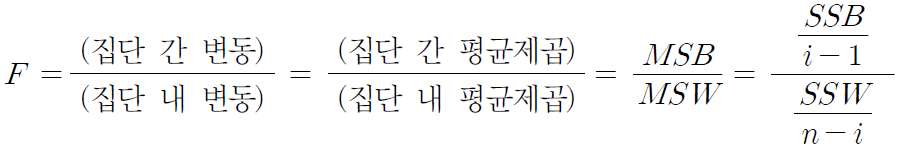 F = (집단 간 변동) / (집단 내 변동) = (집단 간 평균제곱) / (집단 내 평균제곱) = MSB / MSW = (SSB / (i − 1)) / (SSW / (n − i))